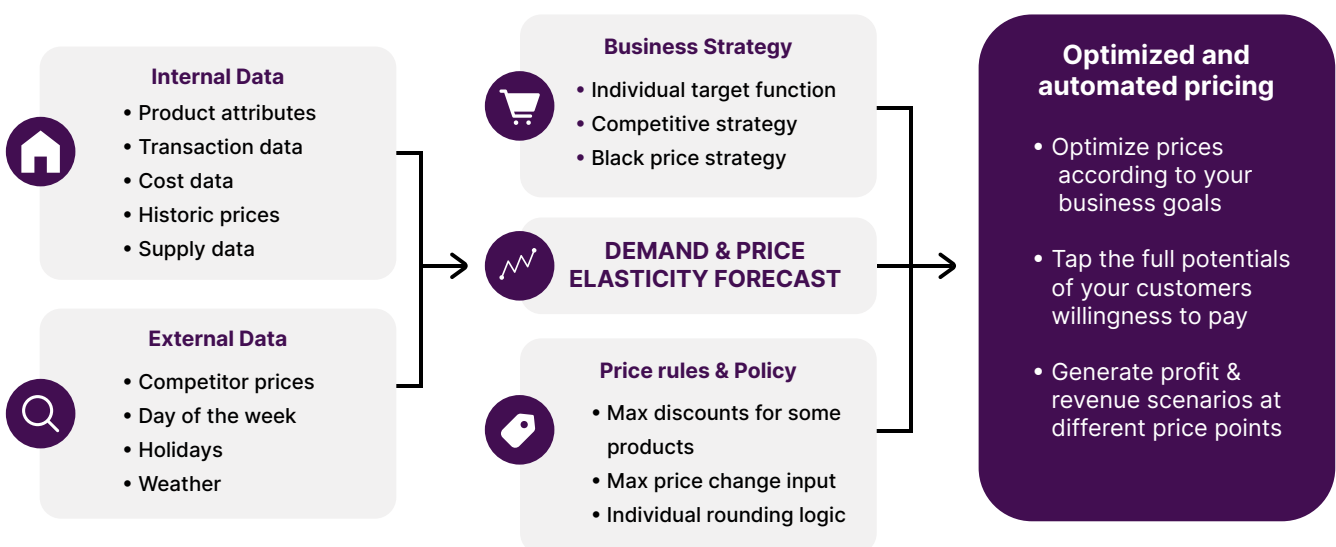 Internal Data
• Product attributes
• Transaction data
• Cost data
• Historic prices
• Supply data
External Data
• Competitor prices
• Day of the week
• Holidays
• Weather
Business Strategy
• Individual target function
• Competitive strategy
• Black price strategy
DEMAND & PRICE
ELASTICITY FORECAST
Price rules & Policy
• Max discounts for some
products
• Max price change input
• Individual rounding logic
Optimized and
automated pricing
• Optimize prices
according to your
business goals
• Tap the full potentials
of your customers
willingness to pay
• Generate profit &
revenue scenarios at
different price points